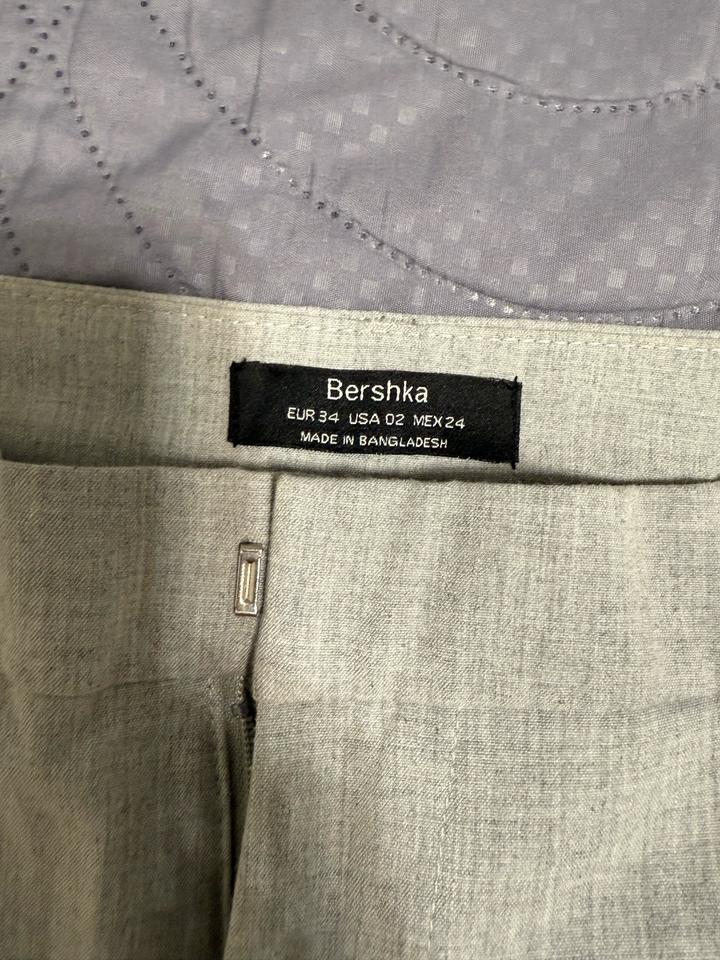 Bershka
EUR 34 USA 02 MEX 24
MADE IN BANGLADESH